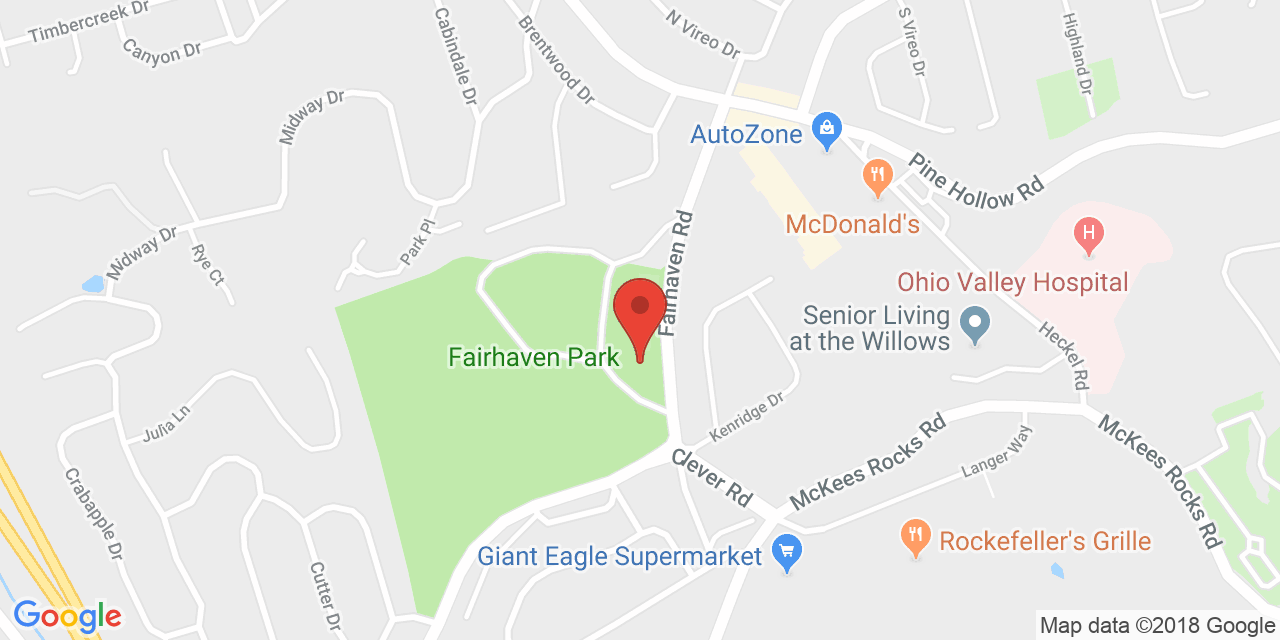 Timbercreek Dr
Canyon Dr
Cabindale Dr
Brentwood Dr
N Vireo Dr
S Vireo Dr
Highland Dr
Midway Dr
AutoZone
Pine Hollow Rd
McDonald's
Midway Dr
Rye Ct
Park Pl
Fairhaven Rd
Ohio Valley Hospital
H
Senior Living
at the Willows
Heckel Rd
Fairhaven Park
Julia Ln
Kenridge Dr
McKees Rocks Rd
Langer Way
McKees Rocks Rd
Clever Rd
Crabapple Dr
Cutter Dr
Giant Eagle Supermarket
Rockefeller's Grille
Google
Map data ©2018 Google